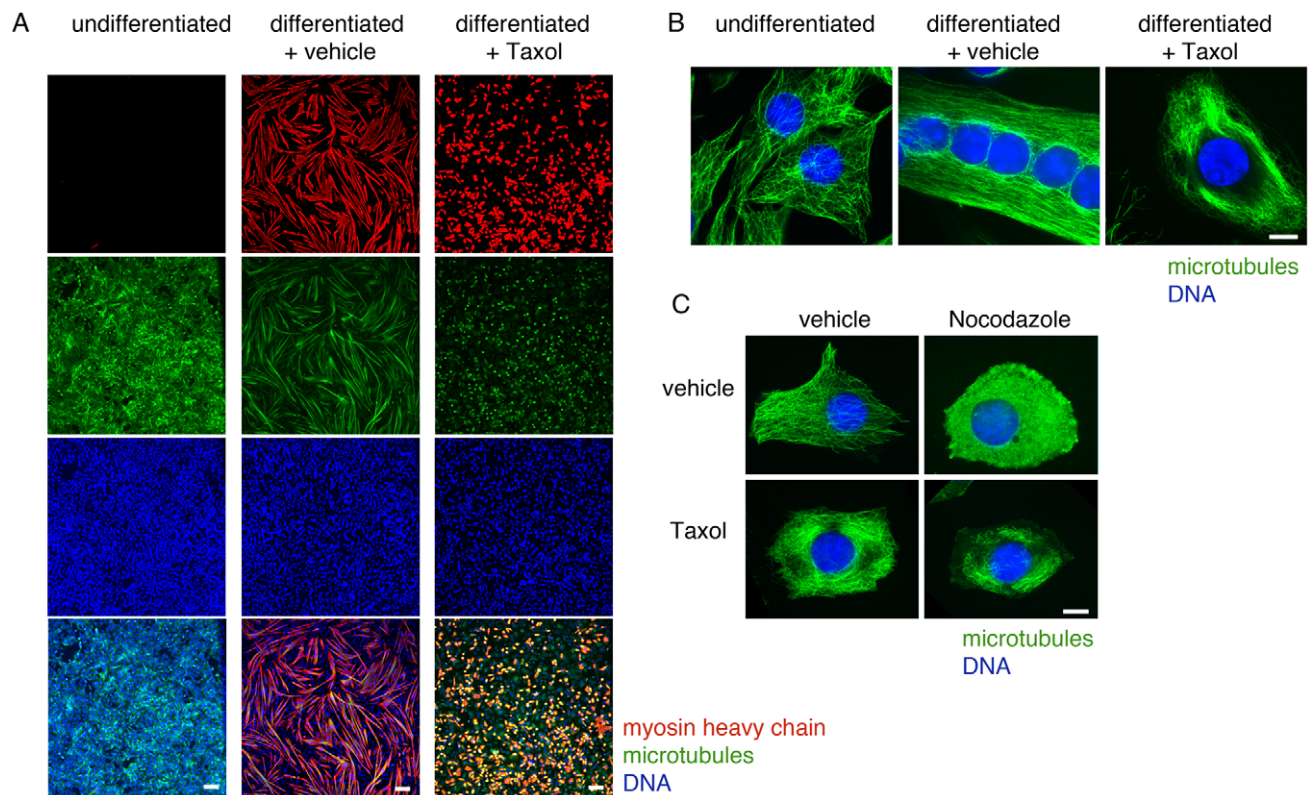 A
undifferentiated
differentiated
+ vehicle
differentiated
+ Taxol
myosin heavy chain
microtubules
DNA
B
undifferentiated
differentiated
+ vehicle
differentiated
+ Taxol
microtubules
DNA
C
vehicle
Nocodazole
vehicle
Taxol
microtubules
DNA